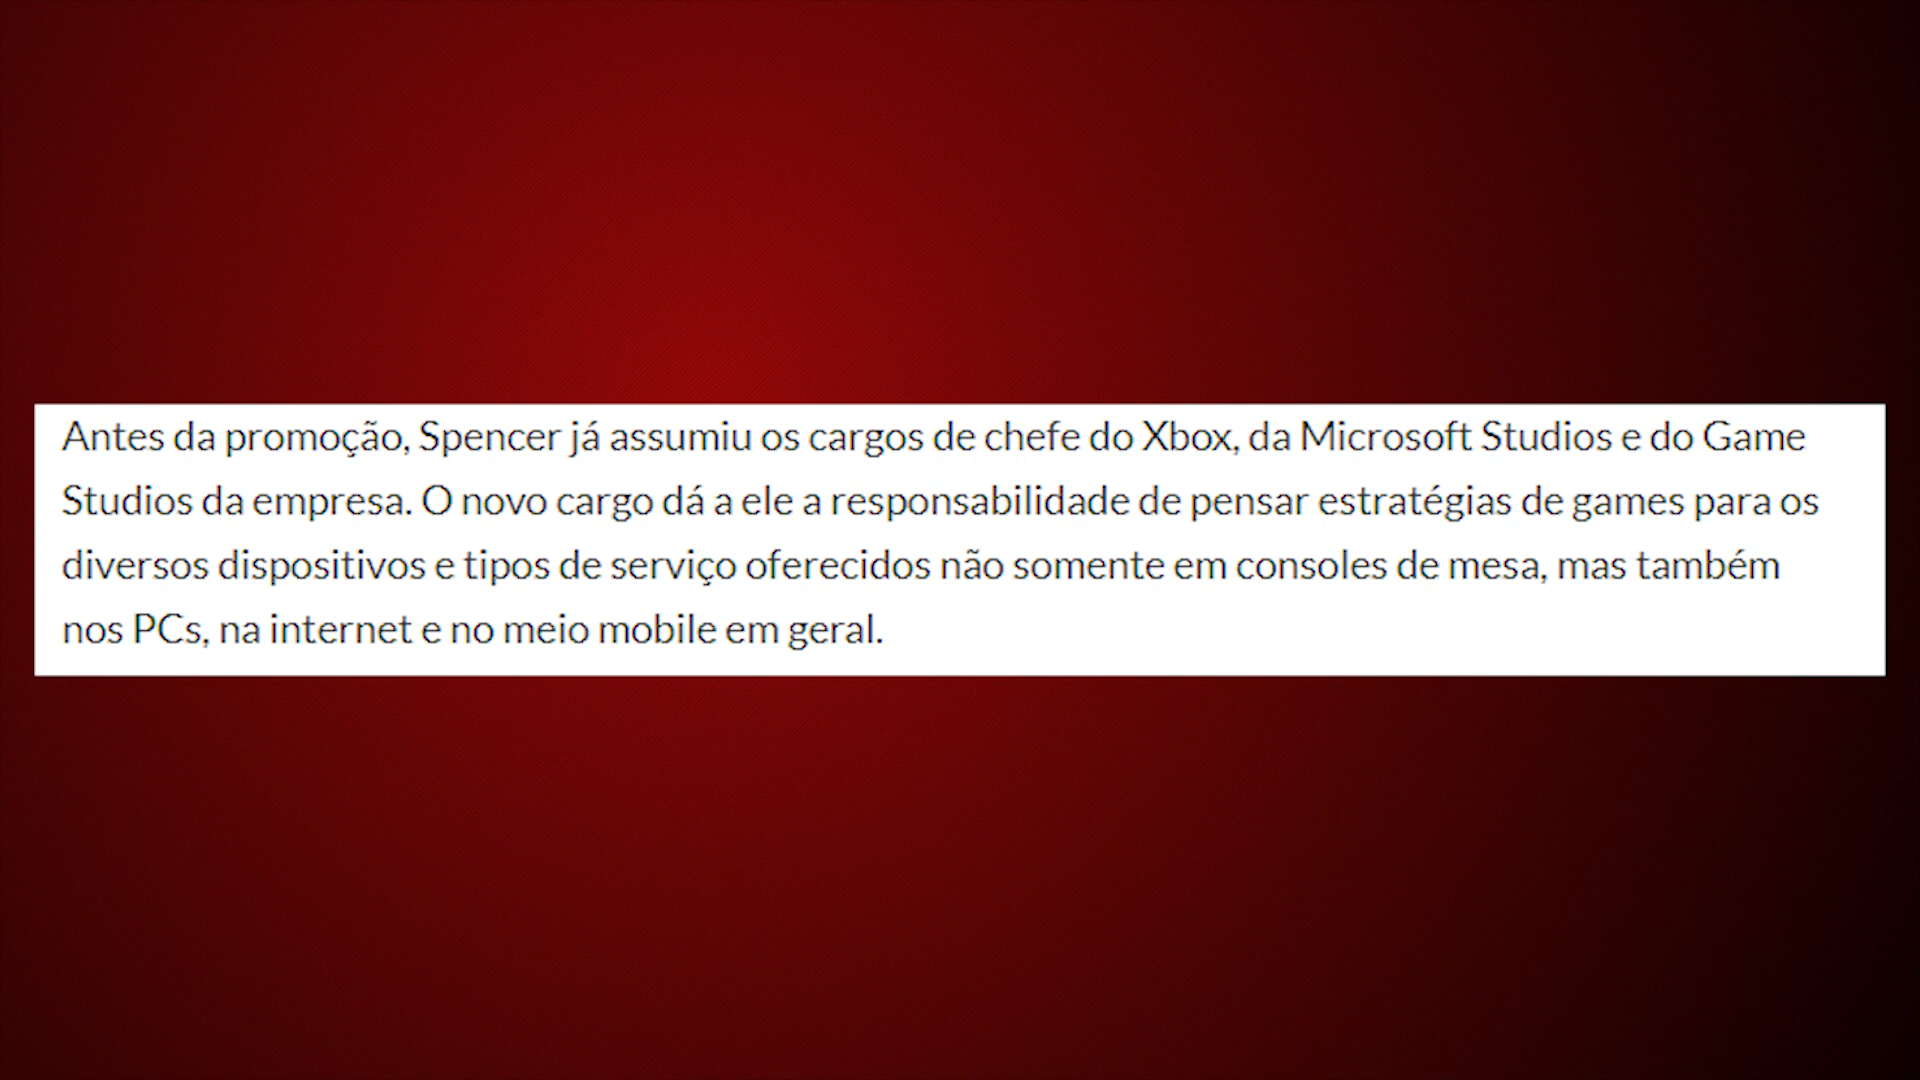 Antes da promoção, Spencer já assumiu os cargos de chefe do Xbox, da Microsoft Studios e do Game
Studios da empresa. O novo cargo dá a ele a responsabilidade de pensar estratégias de games para os
diversos dispositivos e tipos de serviço oferecidos não somente em consoles de mesa, mas também
nos PCs, na internet e no meio mobile em geral.